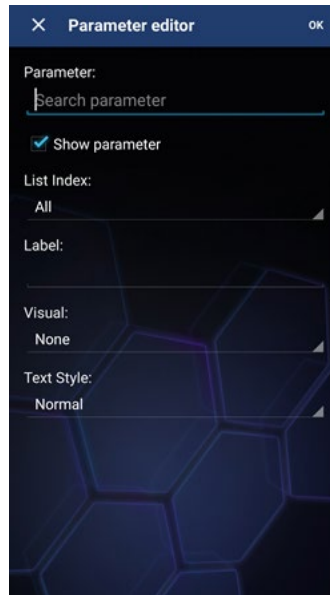 Parameter editor OK
Parameter:
Search parameter
Show parameter
List Index:
All
Label:
Visual:
None
Text Style:
Normal